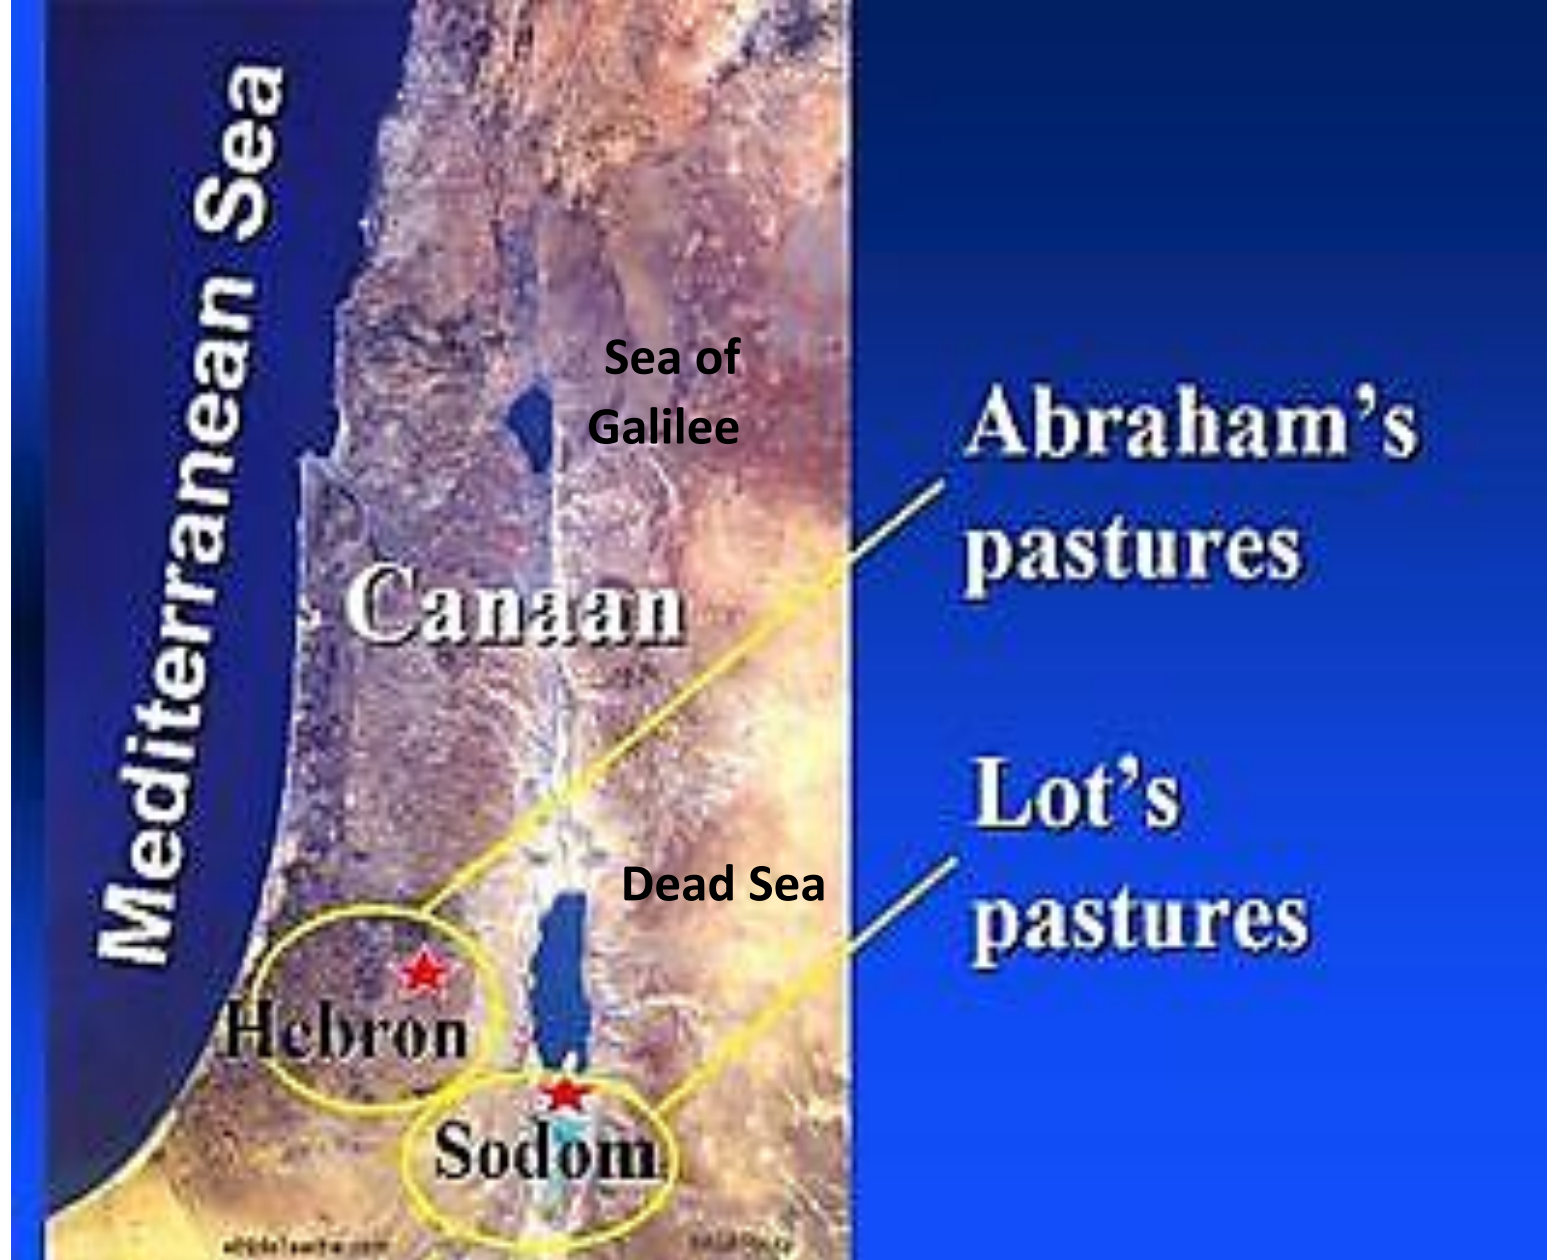 Mediterranean Sea
Sea of
Galilee
Abraham's
pastures
Canaan
Lot's
pastures
Dead Sea
Hebron
Sodom